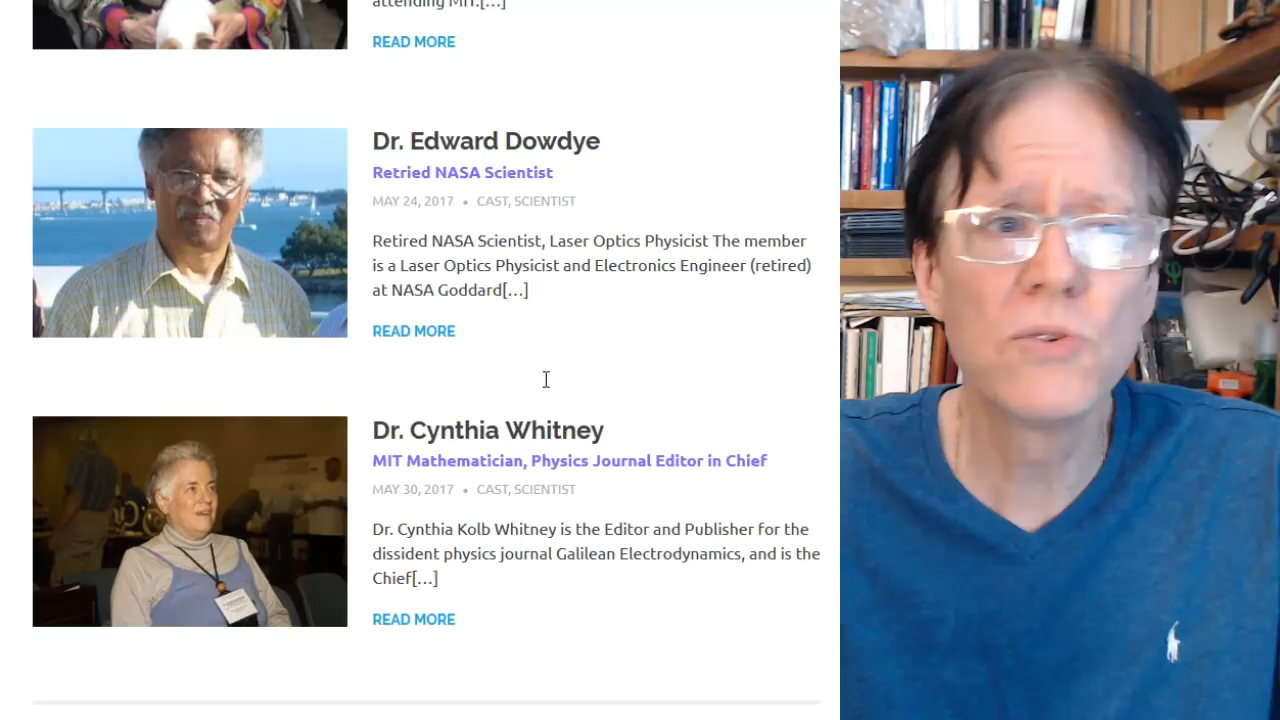 attending MIT.[…]
READ MORE
Dr. Edward Dowdye
Retried NASA Scientist
MAY 24, 2017 • CAST, SCIENTIST
Retired NASA Scientist, Laser Optics Physicist The member
is a Laser Optics Physicist and Electronics Engineer (retired)
at NASA Goddard[…]
READ MORE
Dr. Cynthia Whitney
MIT Mathematician, Physics Journal Editor in Chief
MAY 30, 2017 • CAST, SCIENTIST
Dr. Cynthia Kolb Whitney is the Editor and Publisher for the
dissident physics journal Galilean Electrodynamics, and is the
Chief[…]
READ MORE